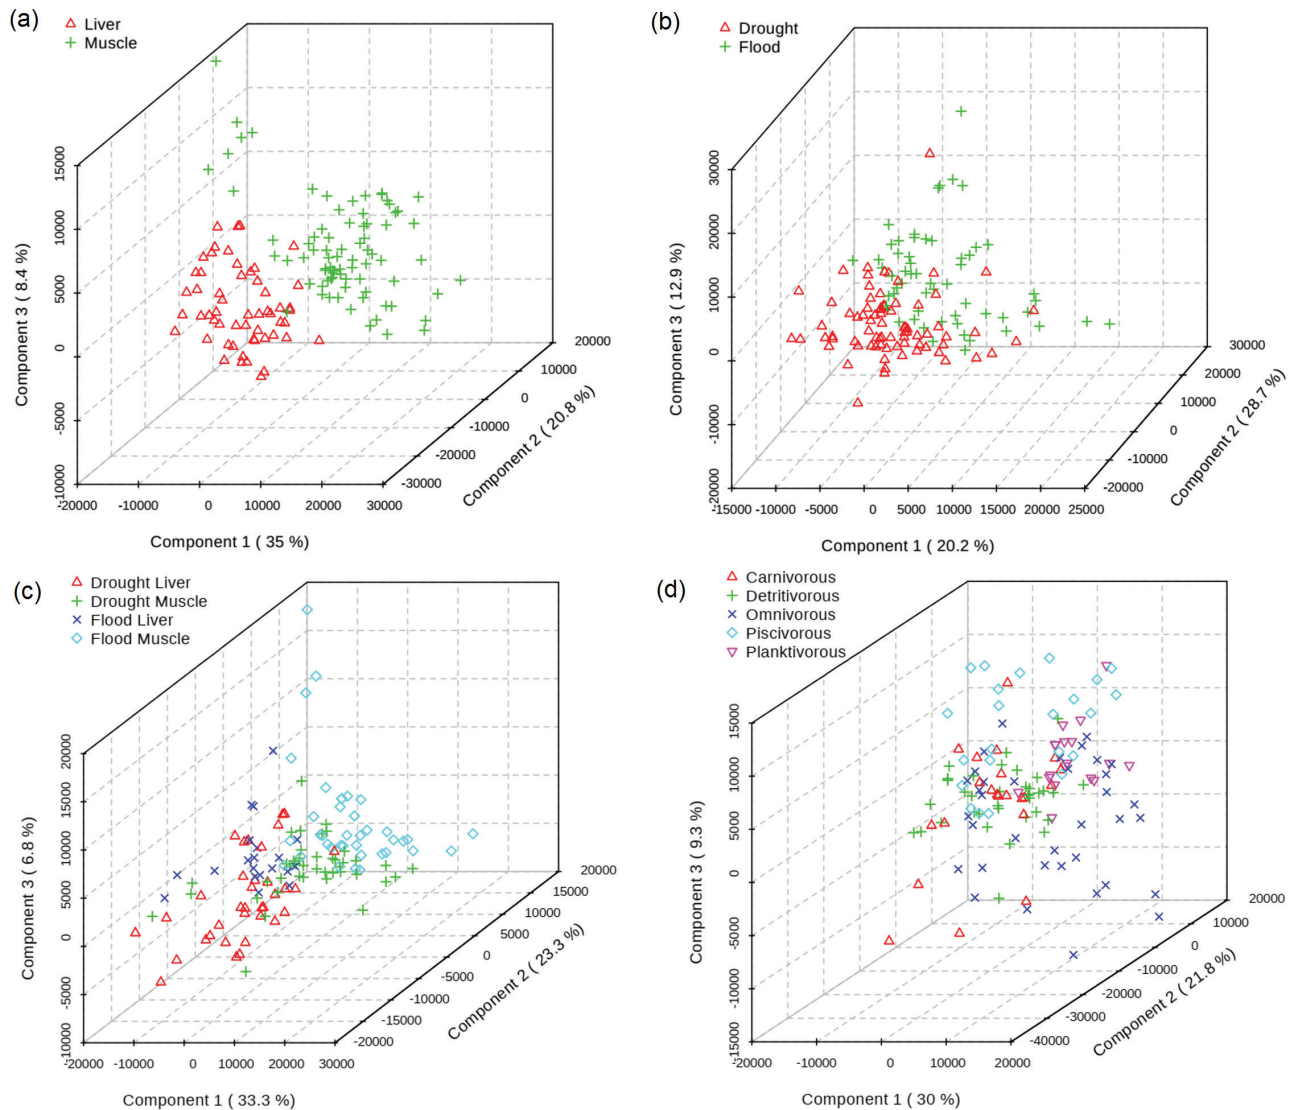 (a)
Liver
Muscle
15000
10000
5000
0
-5000
-10000
Component 3 ( 8.4 %)
-20000 -10000 0 10000 20000 30000
Component 1 ( 35 %)
-30000
-20000
-10000
0
10000
20000
Component 2 ( 20.8 %)
(b)
Drought
Flood
30000
20000
10000
0
-10000
-20000
Component 3 ( 12.9 %)
-15000 -10000 -5000 0 5000 10000 15000 20000 25000
Component 1 ( 20.2 %)
-20000
-10000
0
10000
20000
30000
Component 2 ( 28.7 %)
(c)
Drought Liver
Drought Muscle
Flood Liver
Flood Muscle
20000
15000
10000
5000
0
-5000
-10000
Component 3 ( 6.8 %)
-20000 -10000 0 10000 20000 30000
Component 1 ( 33.3 %)
-20000
-15000
-10000
-5000
0
5000
10000
15000
20000
Component 2 ( 23.3 %)
(d)
Carnivorous
Detritivorous
Omnivorous
Piscivorous
Planktivorous
15000
10000
5000
0
-5000
-10000
-15000
Component 3 ( 9.3 %)
-20000 -10000 0 10000 20000
Component 1 ( 30 %)
-40000
-30000
-20000
-10000
0
10000
20000
Component 2 ( 21.8 %)